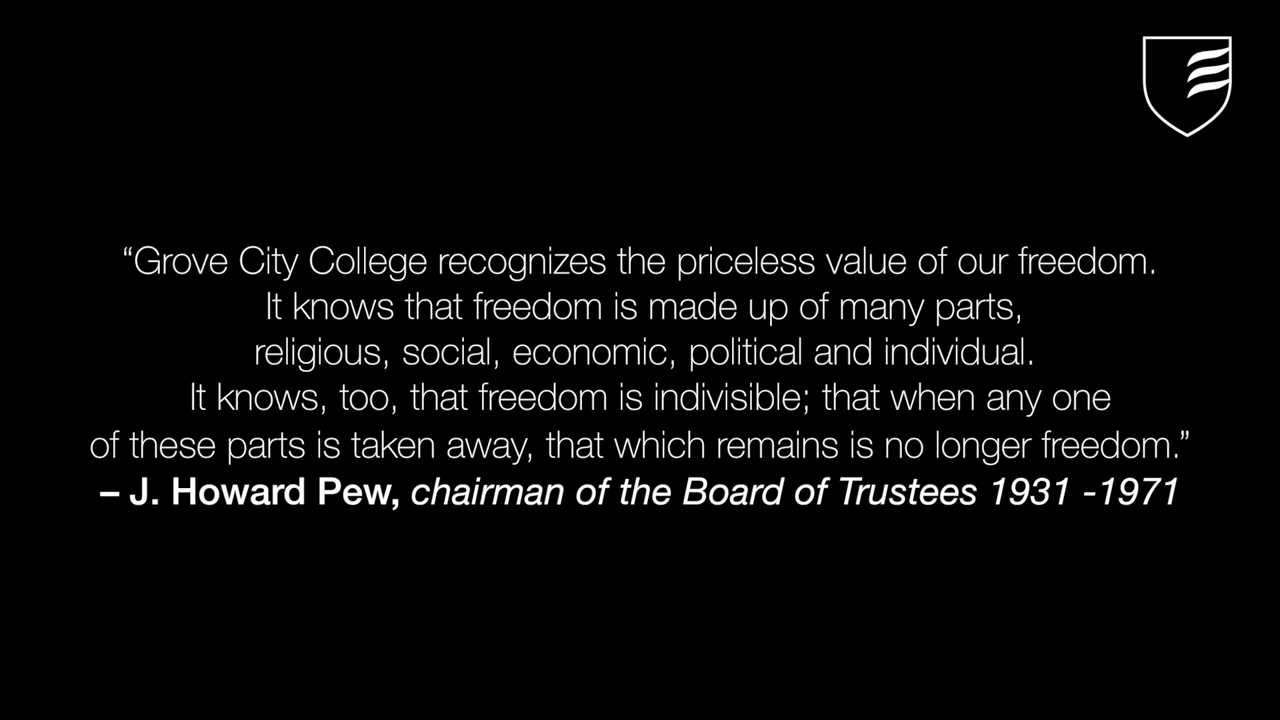 “Grove City College recognizes the priceless value of our freedom.
It knows that freedom is made up of many parts,
religious, social, economic, political and individual.
It knows, too, that freedom is indivisible; that when any one
of these parts is taken away, that which remains is no longer freedom.”
– J. Howard Pew, chairman of the Board of Trustees 1931 -1971